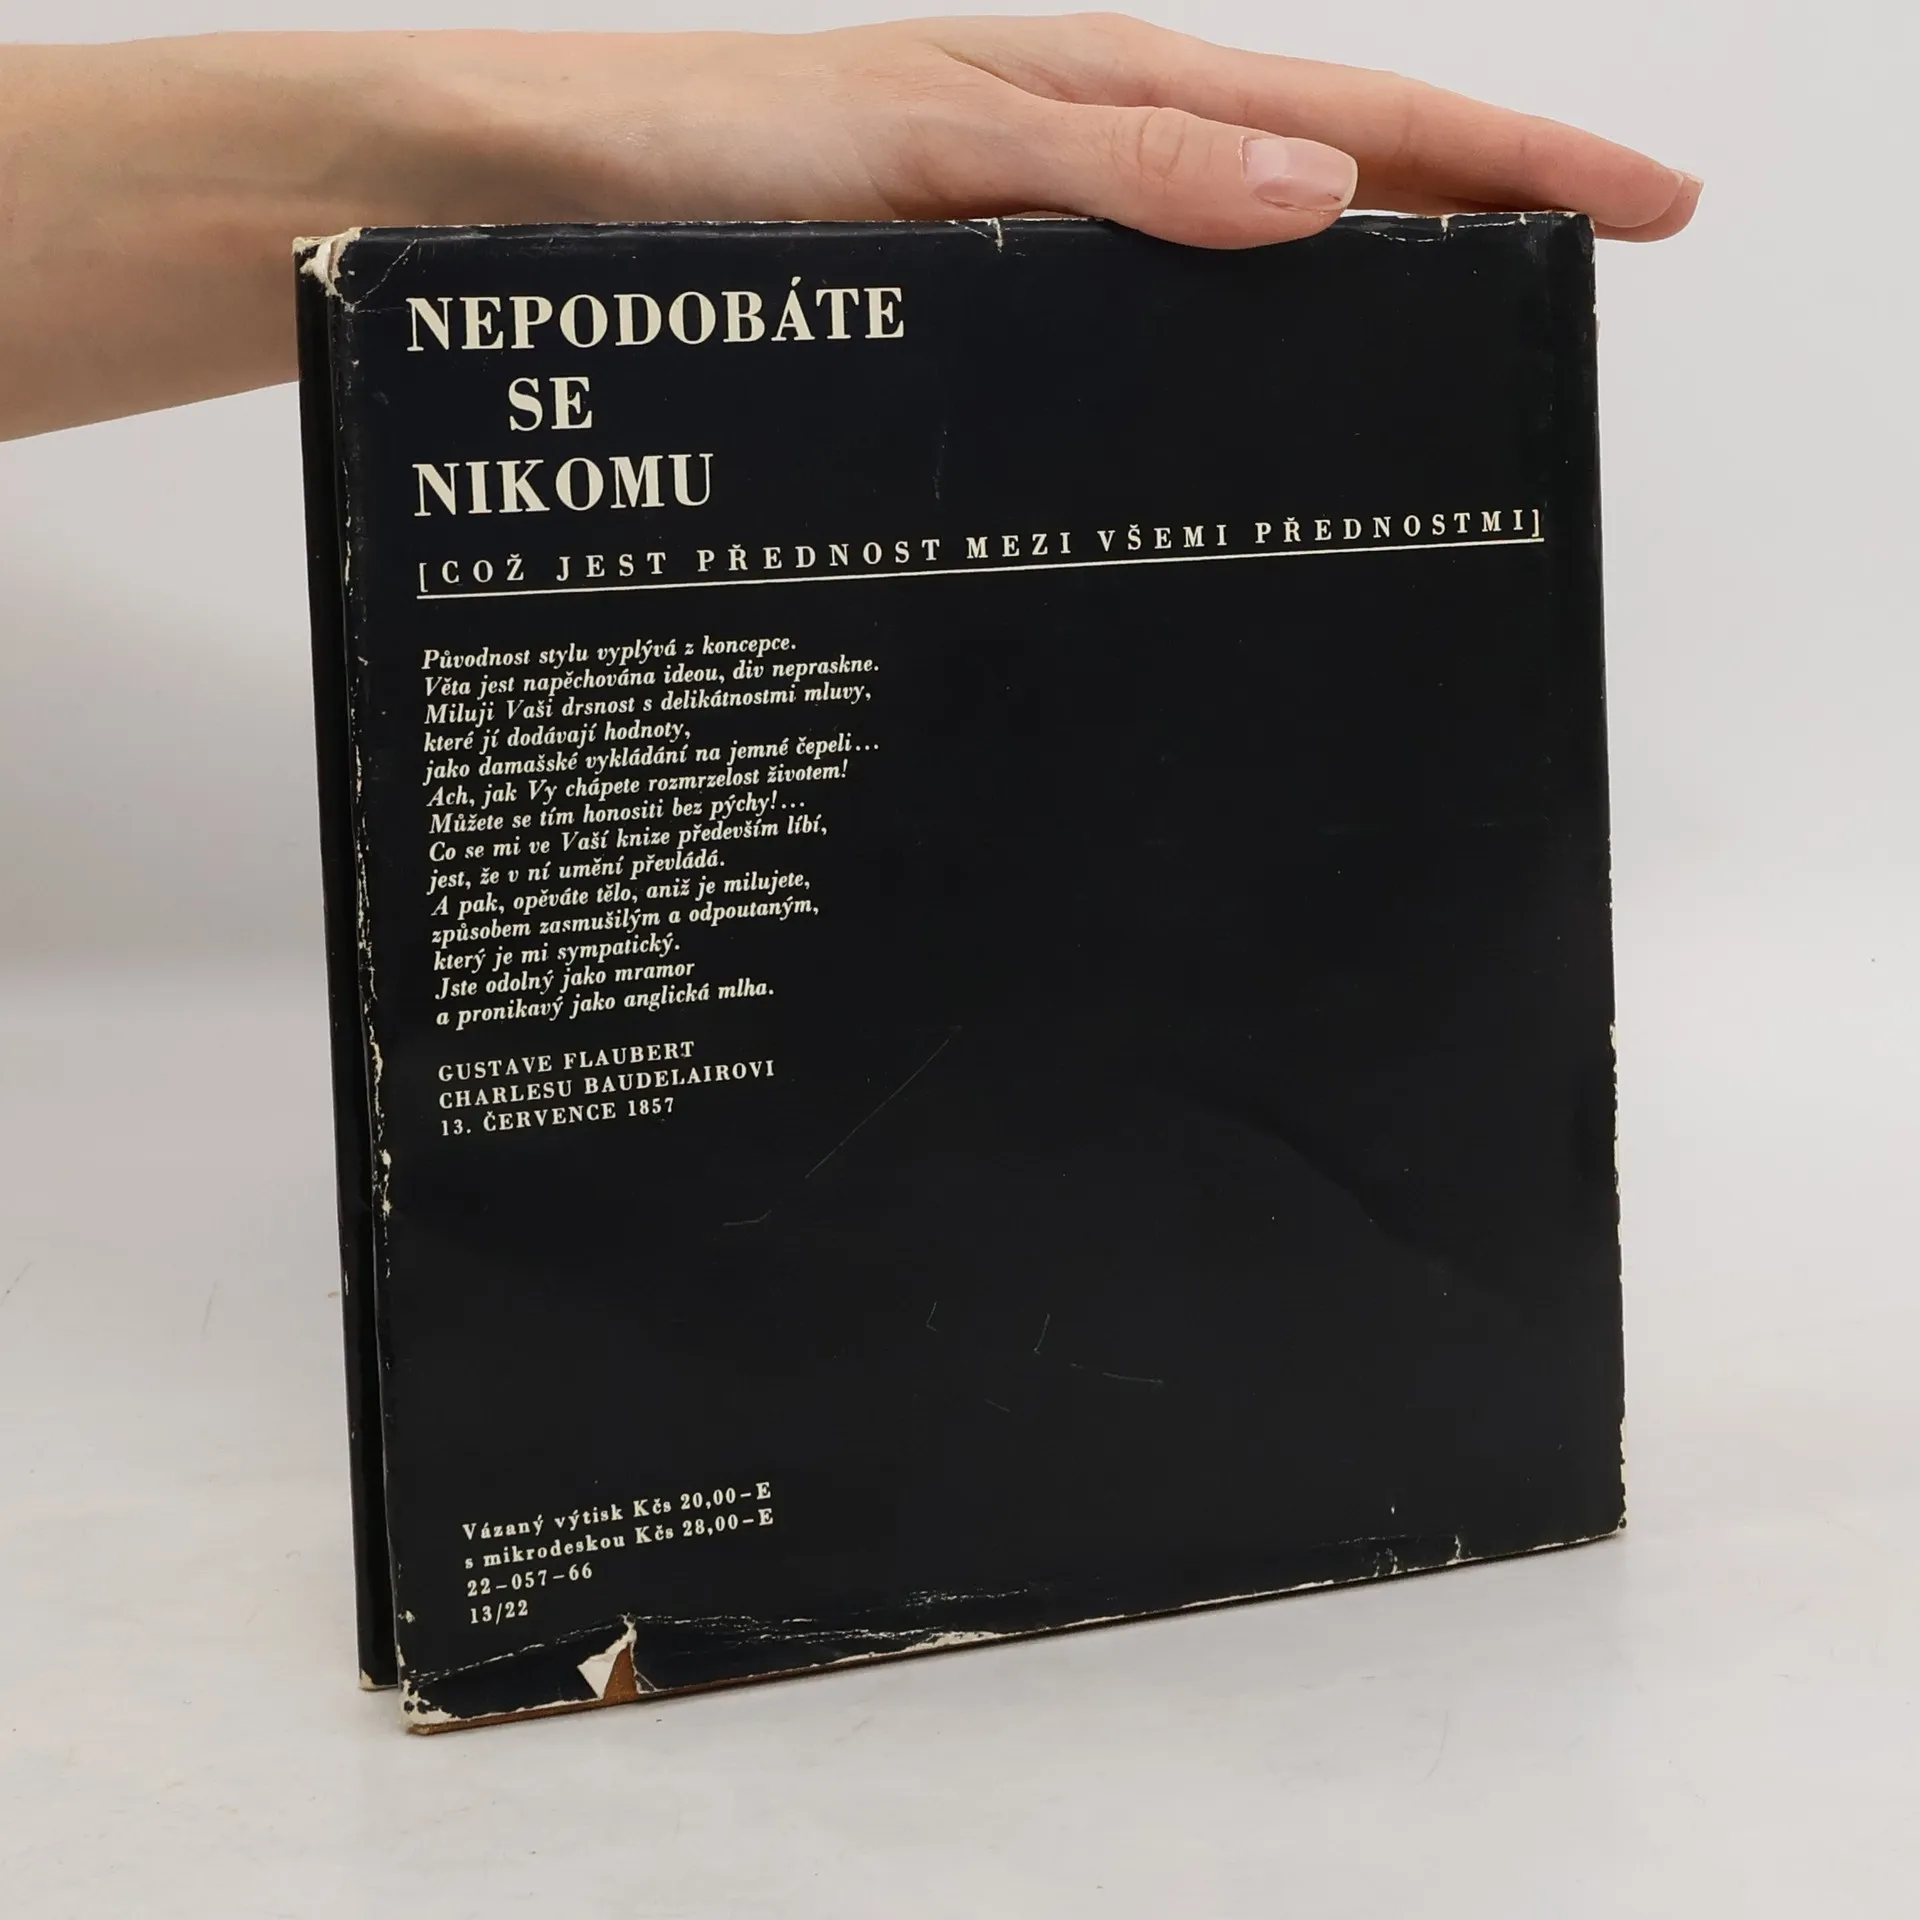 NEPODOBÁTE
SE
NIKOMU
[COŽ JEST PŘEDNOST MEZI VŠEMI PŘEDNOSTMI]
Původnost stylu vyplývá z koncepce.
Věta jest napěchována ideou, div nepraskne.
Miluji Vaši drsnost s delikátnostmi mluvy,
které jí dodávají hodnoty,
jako damašské vykládání na jemné čepeli...
Ach, jak Vy chápete rozmrzelost životem!
Můžete se tím honositi bez pýchy!...
Co se mi ve Vaší knize především líbí,
jest, že v ní umění převládá.
A pak, opěváte tělo, aniž je milujete,
způsobem zasmušilým a odpoutaným,
který je mi sympatický.
Jste odolný jako mramor
a pronikavý jako anglická mlha.
GUSTAVE FLAUBERT
CHARLESU BAUDELAIROVI
13. ČERVENCE 1857
Vázaný výtisk Kčs 20,00–E
s mikrodeskou Kčs 28,00–E
22–057–66
13/22